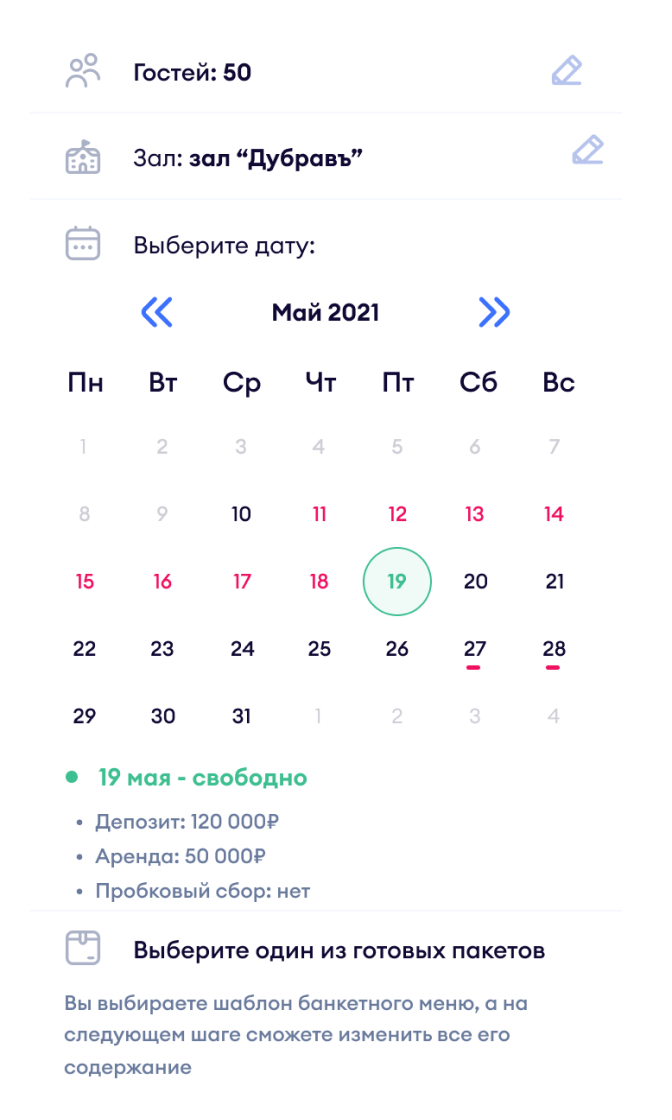 Гостей: 50
Зал: зал “Дубравъ”
Выберите дату:
Май 2021
Пн Вт Ср Чт Пт Сб Вс
1 2 3 4 5 6 7
8 9 10 11 12 13 14
15 16 17 18 19 20 21
22 23 24 25 26 27 28
29 30 31 1 2 3 4
19 мая - свободно
• Депозит: 120 000₽
• Аренда: 50 000₽
• Пробковый сбор: нет
Выберите один из готовых пакетов
Вы выбираете шаблон банкетного меню, а на
следующем шаге сможете изменить все его
содержание